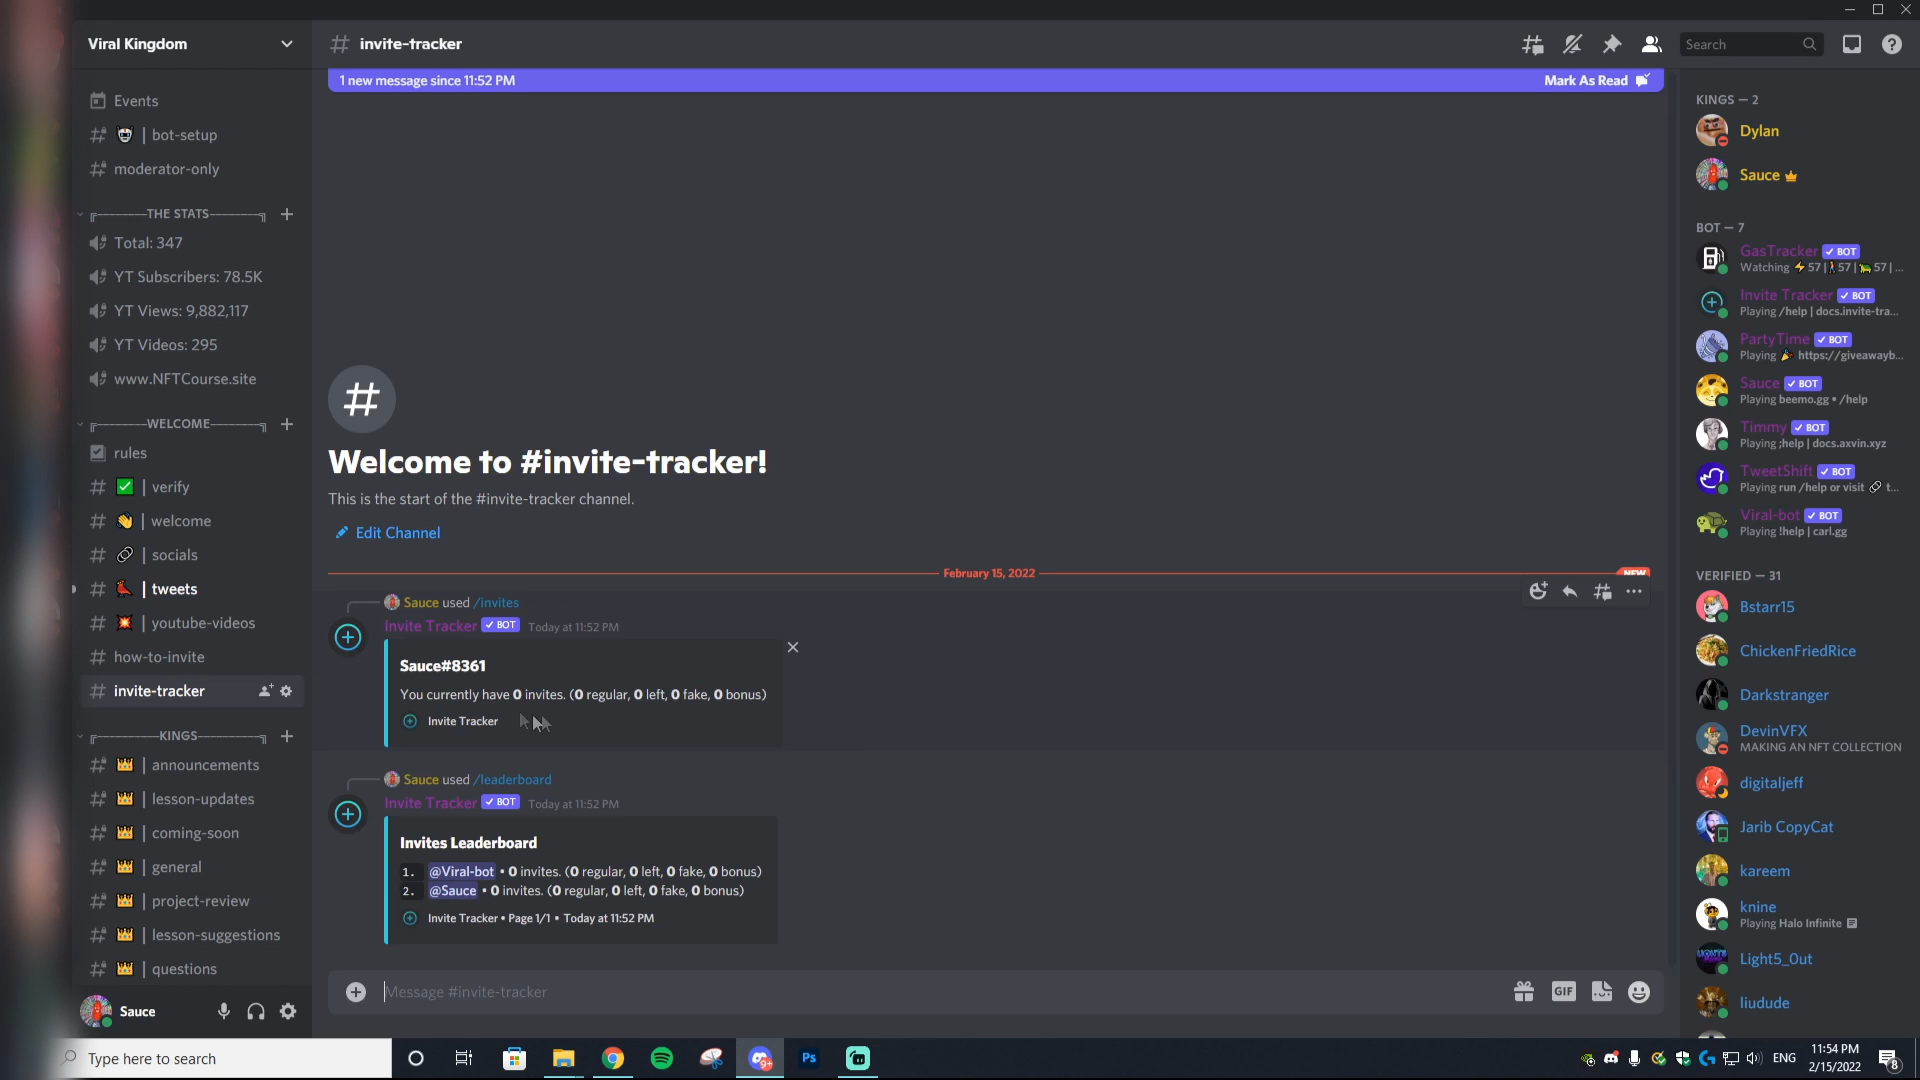 Viral Kingdom
Events
| bot-setup
moderator-only
THE STATS
Total: 347
YT Subscribers: 78.5K
YT Views: 9,882,117
YT Videos: 295
www.NFTCourse.site
WELCOME
rules
| verify
| welcome
| socials
| tweets
| youtube-videos
how-to-invite
invite-tracker
KINGS
| announcements
| lesson-updates
| coming-soon
| general
| project-review
| lesson-suggestions
| questions
Sauce
invite-tracker
Search
1 new message since 11:52 PM
Mark As Read
Welcome to #invite-tracker!
This is the start of the #invite-tracker channel.
Edit Channel
February 15, 2022
NEW
Sauce used /invites
Invite Tracker BOT Today at 11:52 PM
Sauce#8361
You currently have 0 invites. (0 regular, 0 left, 0 fake, 0 bonus)
Invite Tracker
Sauce used /leaderboard
Invite Tracker BOT Today at 11:52 PM
Invites Leaderboard
1. @Viral-bot • 0 invites. (0 regular, 0 left, 0 fake, 0 bonus)
2. @Sauce • 0 invites. (0 regular, 0 left, 0 fake, 0 bonus)
Invite Tracker • Page 1/1 • Today at 11:52 PM
Message #invite-tracker
GIF
KINGS — 2
Dylan
Sauce
BOT — 7
GasTracker BOT
Watching ⚡ 57 | 🚶 57 | 🐢 57 | ...
Invite Tracker BOT
Playing /help | docs.invite-tra...
PartyTime BOT
Playing 🎉 https://giveawayb...
Sauce BOT
Playing beemo.gg • /help
Timmy BOT
Playing ;help | docs.axvin.xyz
TweetShift BOT
Playing run /help or visit 🔗 t...
Viral-bot BOT
Playing !help | carl.gg
VERIFIED — 31
Bstarr15
ChickenFriedRice
Darkstranger
DevinVFX
MAKING AN NFT COLLECTION
digitaljeff
Jarib CopyCat
kareem
knine
Playing Halo Infinite
Light5_0ut
liudude
Type here to search
9+
Ps
ENG
11:54 PM
2/15/2022
8